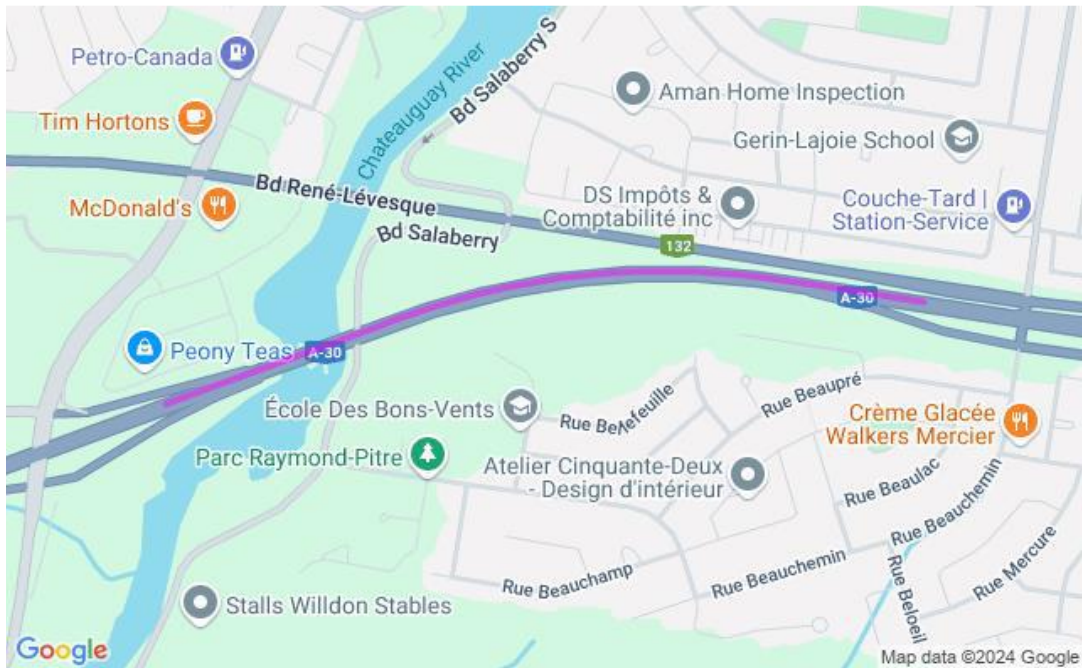 Petro-Canada
Tim Hortons
McDonald's
Chateauguay River
Bd Salaberry S
Aman Home Inspection
Gerin-Lajoie School
Bd René-Lévesque
Bd Salaberry
DS Impôts &
Comptabilité inc
Couche-Tard |
Station-Service
132
A-30
Peony Teas
A-30
École Des Bons-Vents
Rue Bellefeuille
Rue Beaupré
Crème Glacée
Walkers Mercier
Parc Raymond-Pitre
Atelier Cinquante-Deux
- Design d'intérieur
Rue Beaulac
Rue Beauchemin
Rue Beauchamp
Rue Beauchemin
Rue Beloeil
Rue Mercure
Stalls Willdon Stables
Google
Map data ©2024 Google